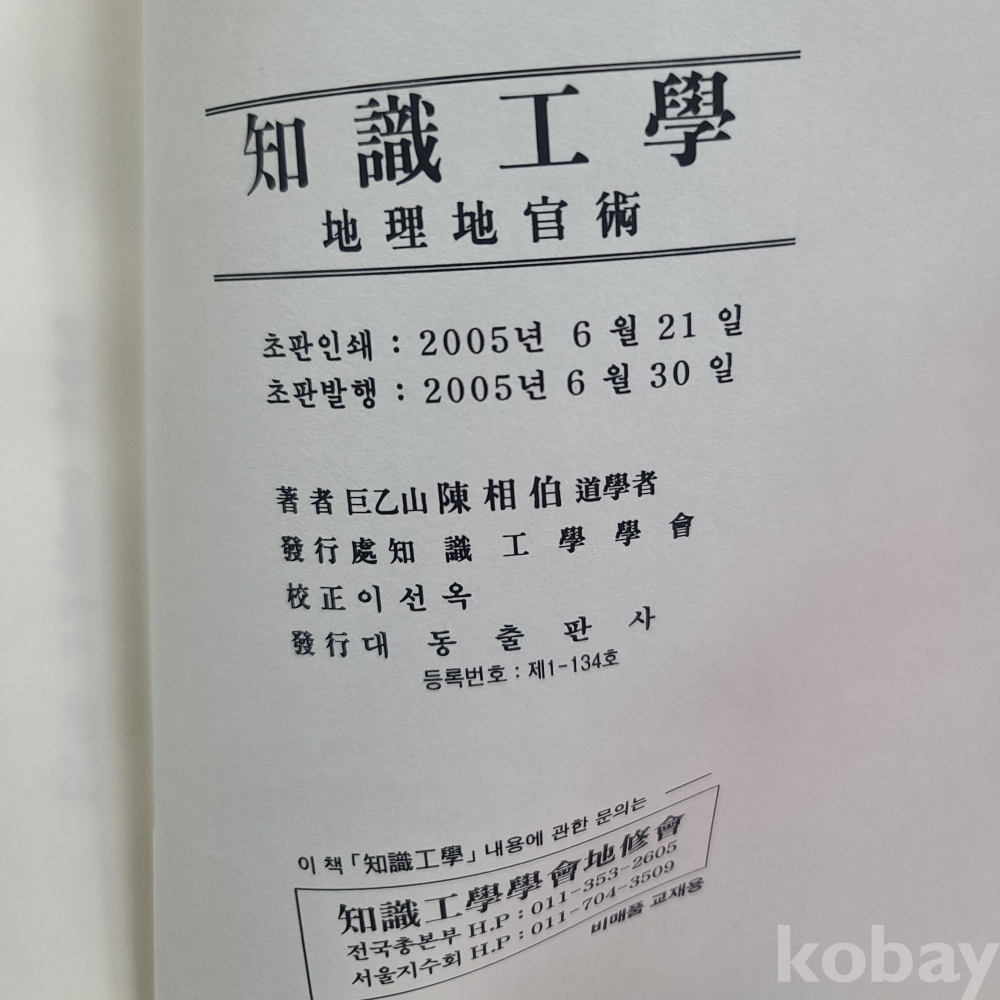 知識工學
地理地官術
초판인쇄 : 2005년 6 월 21 일
초판발행 : 2005년 6 월 30 일
著者 巨乙山 陳相伯 道學者
發行處 知識工學學會
校正 이선옥
發行 대동출판사
등록번호 : 제1-134호
이 책 「知識工學」 내용에 관한 문의는
知識工學學會地修會
전국총본부 H.P : 011-353-2605
서울지수회 H.P : 011-704-3509
비매품 교재용
kobay